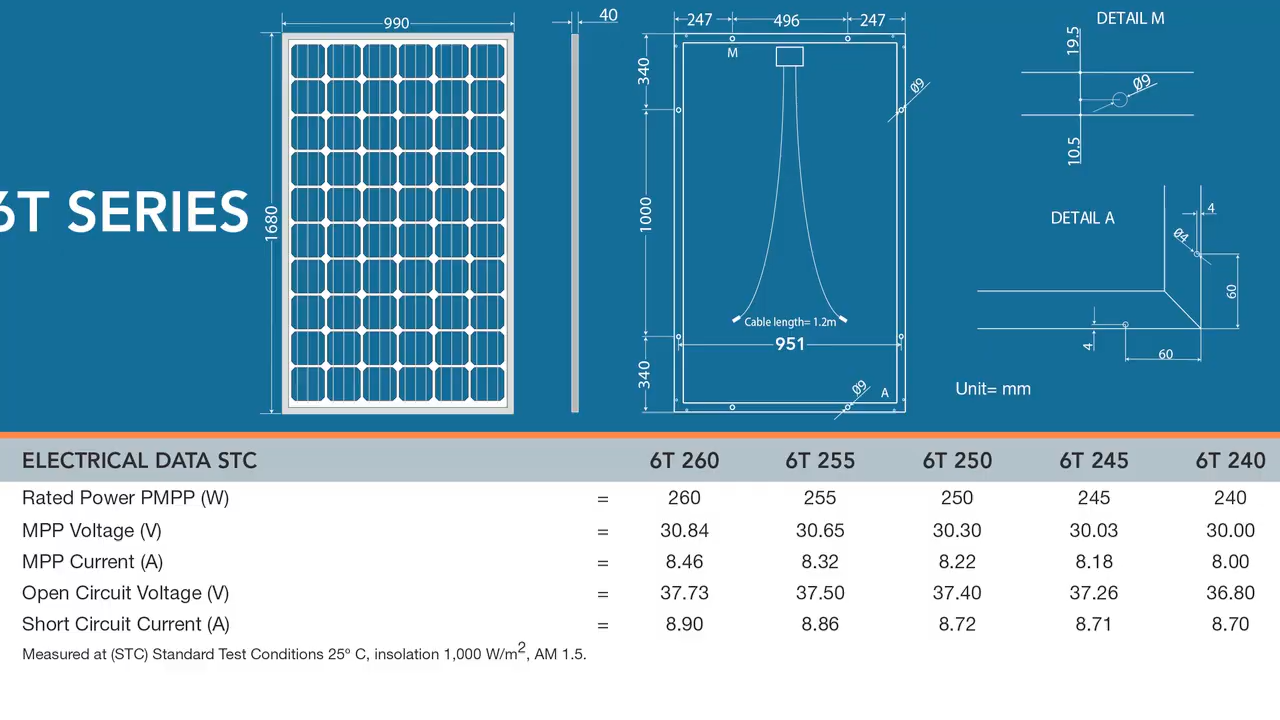 990
40
247 496 247
DETAIL M
19.5
Ø9
10.5
M
340
Ø9
6T SERIES
1680
1000
DETAIL A
4
Ø4
60
4
60
Cable length= 1.2m
951
340
Ø9
A
Unit= mm
ELECTRICAL DATA STC 6T 260 6T 255 6T 250 6T 245 6T 240
Rated Power PMPP (W) = 260 255 250 245 240
MPP Voltage (V) = 30.84 30.65 30.30 30.03 30.00
MPP Current (A) = 8.46 8.32 8.22 8.18 8.00
Open Circuit Voltage (V) = 37.73 37.50 37.40 37.26 36.80
Short Circuit Current (A) = 8.90 8.86 8.72 8.71 8.70
Measured at (STC) Standard Test Conditions 25º C, insolation 1,000 W/m², AM 1.5.